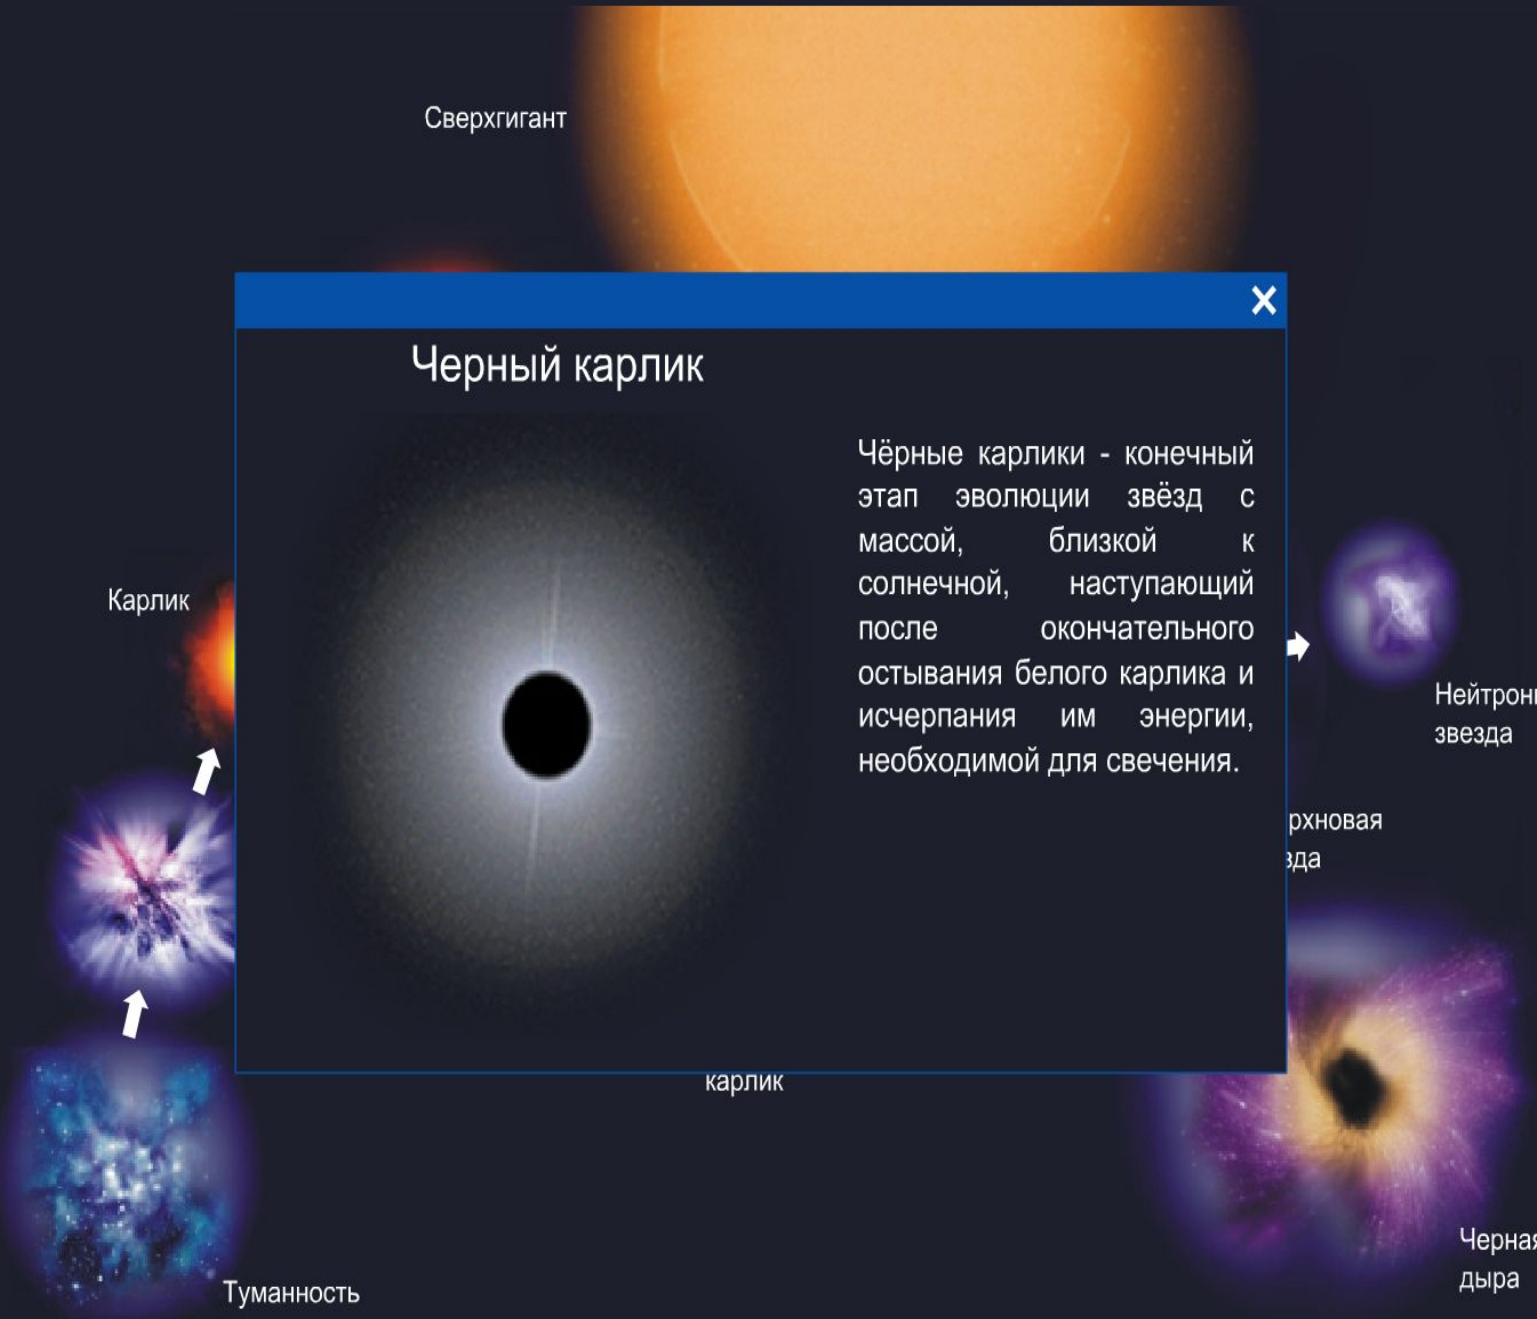 Сверхгигант
Черный карлик
Чёрные карлики - конечный
этап эволюции звёзд с
массой, близкой к
солнечной, наступающий
после окончательного
остывания белого карлика и
исчерпания им энергии,
необходимой для свечения.
Карлик
звезда
карлик
Туманность
Черная
дыра